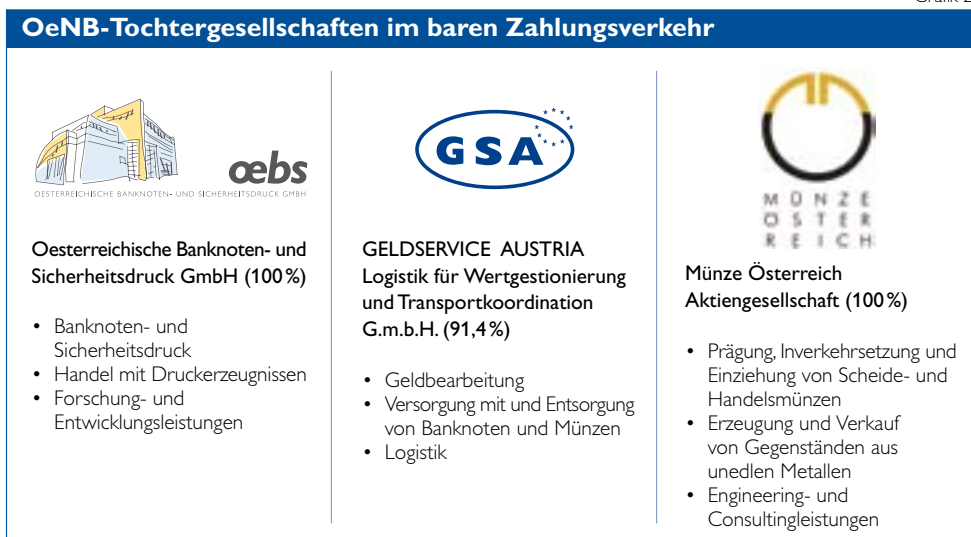 Grafik 2
OeNB-Tochtergesellschaften im baren Zahlungsverkehr
œbs
OESTERREICHISCHE BANKNOTEN- UND SICHERHEITSDRUCK GMBH
Oesterreichische Banknoten- und
Sicherheitsdruck GmbH (100%)
• Banknoten- und
Sicherheitsdruck
• Handel mit Druckerzeugnissen
• Forschung- und
Entwicklungsleistungen
GSA
GELDSERVICE AUSTRIA
Logistik für Wertgestionierung
und Transportkoordination
G.m.b.H. (91,4%)
• Geldbearbeitung
• Versorgung mit und Entsorgung
von Banknoten und Münzen
• Logistik
MÜNZE
ÖSTER
REICH
Münze Österreich
Aktiengesellschaft (100%)
• Prägung, Inverkehrsetzung und
Einziehung von Scheide- und
Handelsmünzen
• Erzeugung und Verkauf
von Gegenständen aus
unedlen Metallen
• Engineering- und
Consultingleistungen